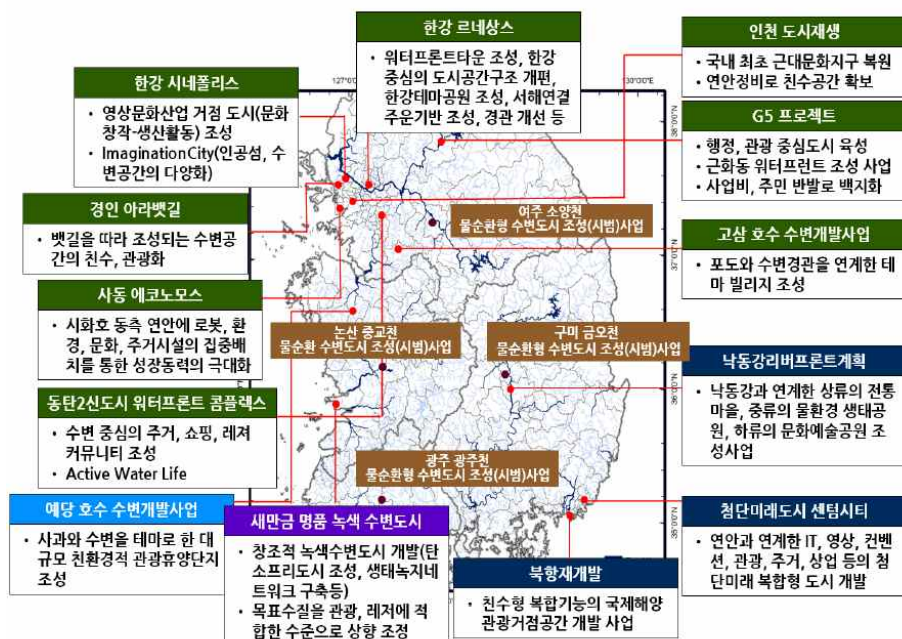 한강 르네상스
• 워터프론트타운 조성, 한강
중심의 도시공간구조 개편,
한강테마공원 조성, 서해연결
주운기반 조성, 경관 개선 등
인천 도시재생
• 국내 최초 근대문화지구 복원
• 연안정비로 친수공간 확보
한강 시네폴리스
• 영상문화산업 거점 도시(문화
창작-생산활동) 조성
• ImaginationCity(인공섬, 수
변공간의 다양화)
G5 프로젝트
• 행정, 관광 중심도시 육성
• 근화동 워터프런트 조성 사업
• 사업비, 주민 반발로 백지화
경인 아라뱃길
• 뱃길을 따라 조성되는 수변공
간의 친수, 관광화
여주 소양천
물순환형 수변도시 조성(시범)사업
고삼 호수 수변개발사업
• 포도와 수변경관을 연계한 테
마 빌리지 조성
사동 에코노모스
• 시화호 동측 연안에 로봇, 환
경, 문화, 주거시설의 집중배
치를 통한 성장동력의 극대화
논산 중교천
물순환 수변도시 조성(시범)사업
구미 금오천
물순환형 수변도시 조성(시범)사업
낙동강리버프론트계획
• 낙동강과 연계한 상류의 전통
마을, 중류의 물환경 생태공
원, 하류의 문화예술공원 조
성사업
동탄2신도시 워터프론트 콤플렉스
• 수변 중심의 주거, 쇼핑, 레져
커뮤니티 조성
• Active Water Life
광주 광주천
물순환형 수변도시 조성(시범)사업
예당 호수 수변개발사업
• 사과와 수변을 테마로 한 대
규모 친환경적 관광휴양단지
조성
새만금 명품 녹색 수변도시
• 창조적 녹색수변도시 개발(탄
소프리도시 조성, 생태녹지네
트워크 구축등)
• 목표수질을 관광, 레저에 적
합한 수준으로 상향 조정
북항재개발
• 친수형 복합기능의 국제해양
관광거점공간 개발 사업
첨단미래도시 센텀시티
• 연안과 연계한 IT, 영상, 컨벤
션, 관광, 주거, 상업 등의 첨
단미래 복합형 도시 개발